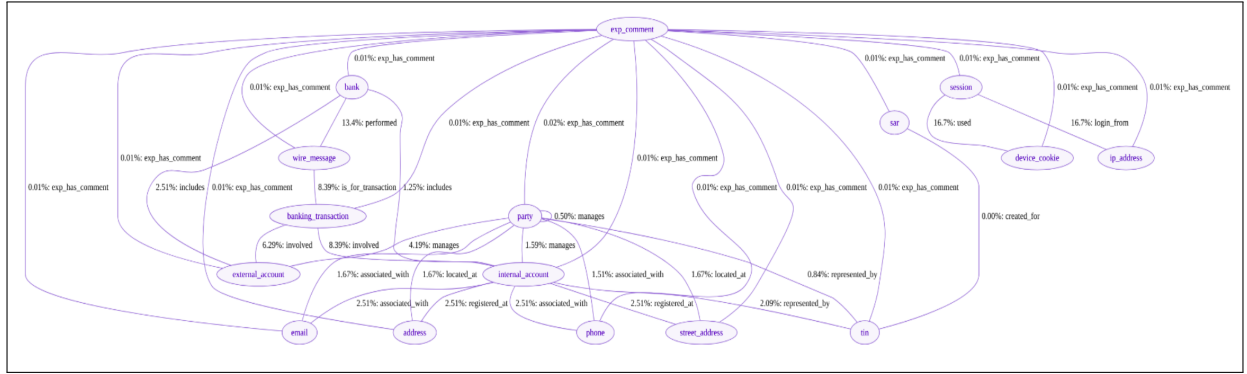 exp_comment
0.01%: exp_has_comment
0.01%: exp_has_comment
0.01%: exp_has_comment
bank
0.01%: exp_has_comment
session
0.01%: exp_has_comment
0.01%: exp_has_comment
13.4%: performed
0.01%: exp_has_comment
0.02%: exp_has_comment
sar
16.7%: used
16.7%: login_from
wire_message
0.01%: exp_has_comment
0.01%: exp_has_comment
device_cookie
ip_address
0.01%: exp_has_comment
2.51%: includes
0.01%: exp_has_comment
8.39%: is_for_transaction
1.25%: includes
0.01%: exp_has_comment
0.01%: exp_has_comment
0.01%: exp_has_comment
banking_transaction
party
0.50%: manages
0.00%: created_for
6.29%: involved
8.39%: involved
4.19%: manages
1.59%: manages
external_account
1.67%: associated_with
1.67%: located_at
internal_account
1.51%: associated_with
1.67%: located_at
0.84%: represented_by
2.51%: associated_with
2.51%: registered_at
2.51%: associated_with
2.51%: registered_at
2.09%: represented_by
email
address
phone
street_address
tin